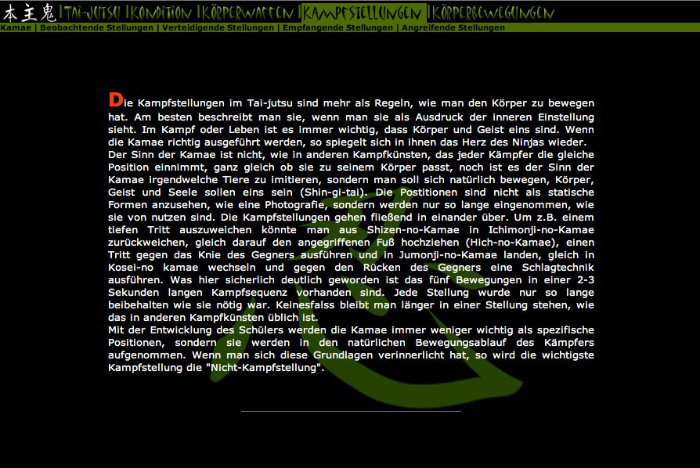 本主鬼 |TAI-JUTSU |KONDITION |KÖRPERWAFFEN |KAMPFSTELLUNGEN |KÖRPERBEWEGUNGEN
Kamae | Beobachtende Stellungen | Verteidigende Stellungen | Empfangende Stellungen | Angreifende Stellungen
Die Kampfstellungen im Tai-jutsu sind mehr als Regeln, wie man den Körper zu bewegen
hat. Am besten beschreibt man sie, wenn man sie als Ausdruck der inneren Einstellung
sieht. Im Kampf oder Leben ist es immer wichtig, dass Körper und Geist eins sind. Wenn
die Kamae richtig ausgeführt werden, so spiegelt sich in ihnen das Herz des Ninjas wieder.
Der Sinn der Kamae ist nicht, wie in anderen Kampfkünsten, das jeder Kämpfer die gleiche
Position einnimmt, ganz gleich ob sie zu seinem Körper passt, noch ist es der Sinn der
Kamae irgendwelche Tiere zu imitieren, sondern man soll sich natürlich bewegen, Körper,
Geist und Seele sollen eins sein (Shin-gi-tai). Die Postitionen sind nicht als statische
Formen anzusehen, wie eine Photografie, sondern werden nur so lange eingenommen, wie
sie von nutzen sind. Die Kampfstellungen gehen fließend in einander über. Um z.B. einem
tiefen Tritt auszuweichen könnte man aus Shizen-no-Kamae in Ichimonji-no-Kamae
zurückweichen, gleich darauf den angegriffenen Fuß hochziehen (Hich-no-Kamae), einen
Tritt gegen das Knie des Gegners ausführen und in Jumonji-no-Kamae landen, gleich in
Kosei-no kamae wechseln und gegen den Rücken des Gegners eine Schlagtechnik
ausführen. Was hier sicherlich deutlich geworden ist das fünf Bewegungen in einer 2-3
Sekunden langen Kampfsequenz vorhanden sind. Jede Stellung wurde nur so lange
beibehalten wie sie nötig war. Keinesfalss bleibt man länger in einer Stellung stehen, wie
das in anderen Kampfkünsten üblich ist.
Mit der Entwicklung des Schülers werden die Kamae immer weniger wichtig als spezifische
Positionen, sondern sie werden in den natürlichen Bewegungsablauf des Kämpfers
aufgenommen. Wenn man sich diese Grundlagen verinnerlicht hat, so wird die wichtigste
Kampfstellung die "Nicht-Kampfstellung".
忍